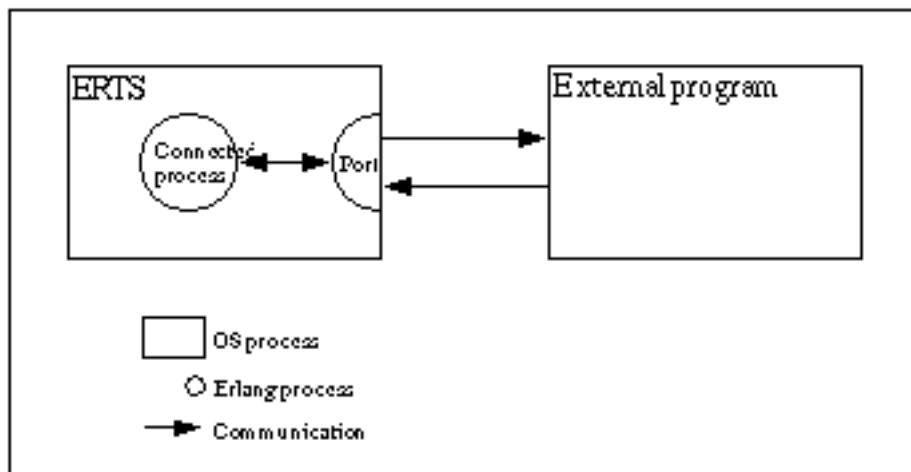 ERTS
External program
Connected
process
Port
OS process
Erlang process
Communication